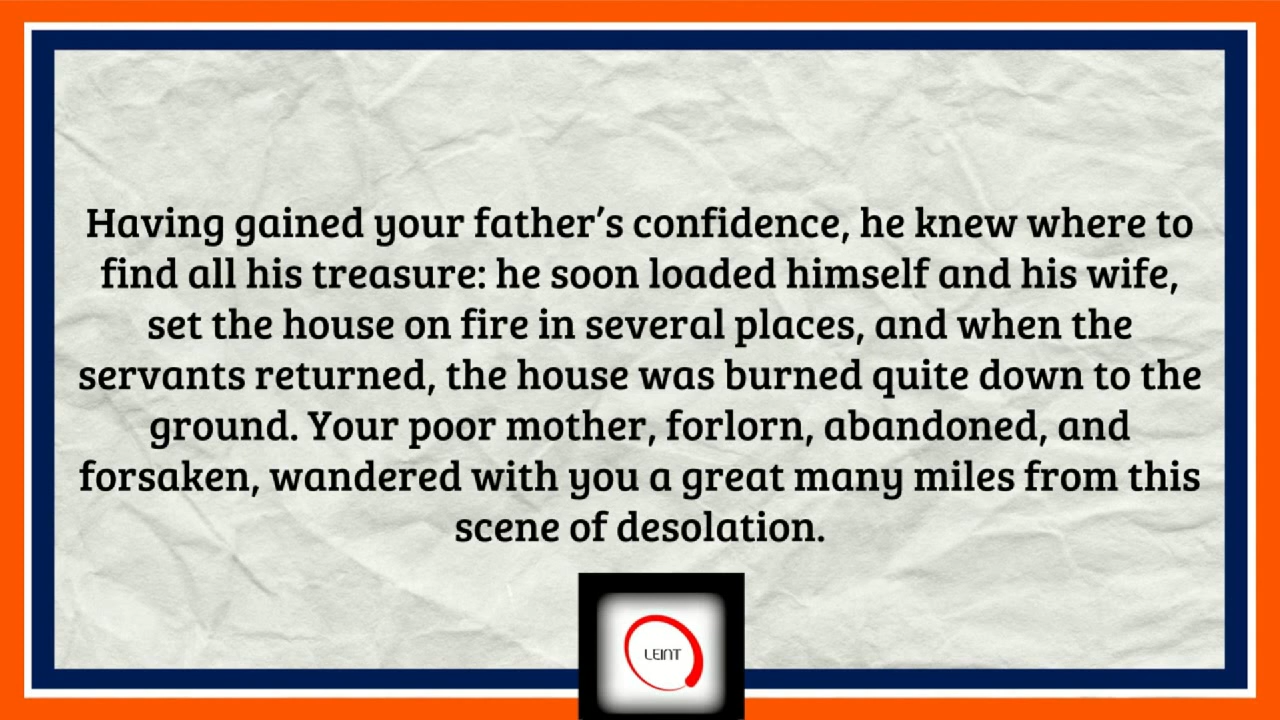 Having gained your father’s confidence, he knew where to
find all his treasure: he soon loaded himself and his wife,
set the house on fire in several places, and when the
servants returned, the house was burned quite down to the
ground. Your poor mother, forlorn, abandoned, and
forsaken, wandered with you a great many miles from this
scene of desolation.
LEINT